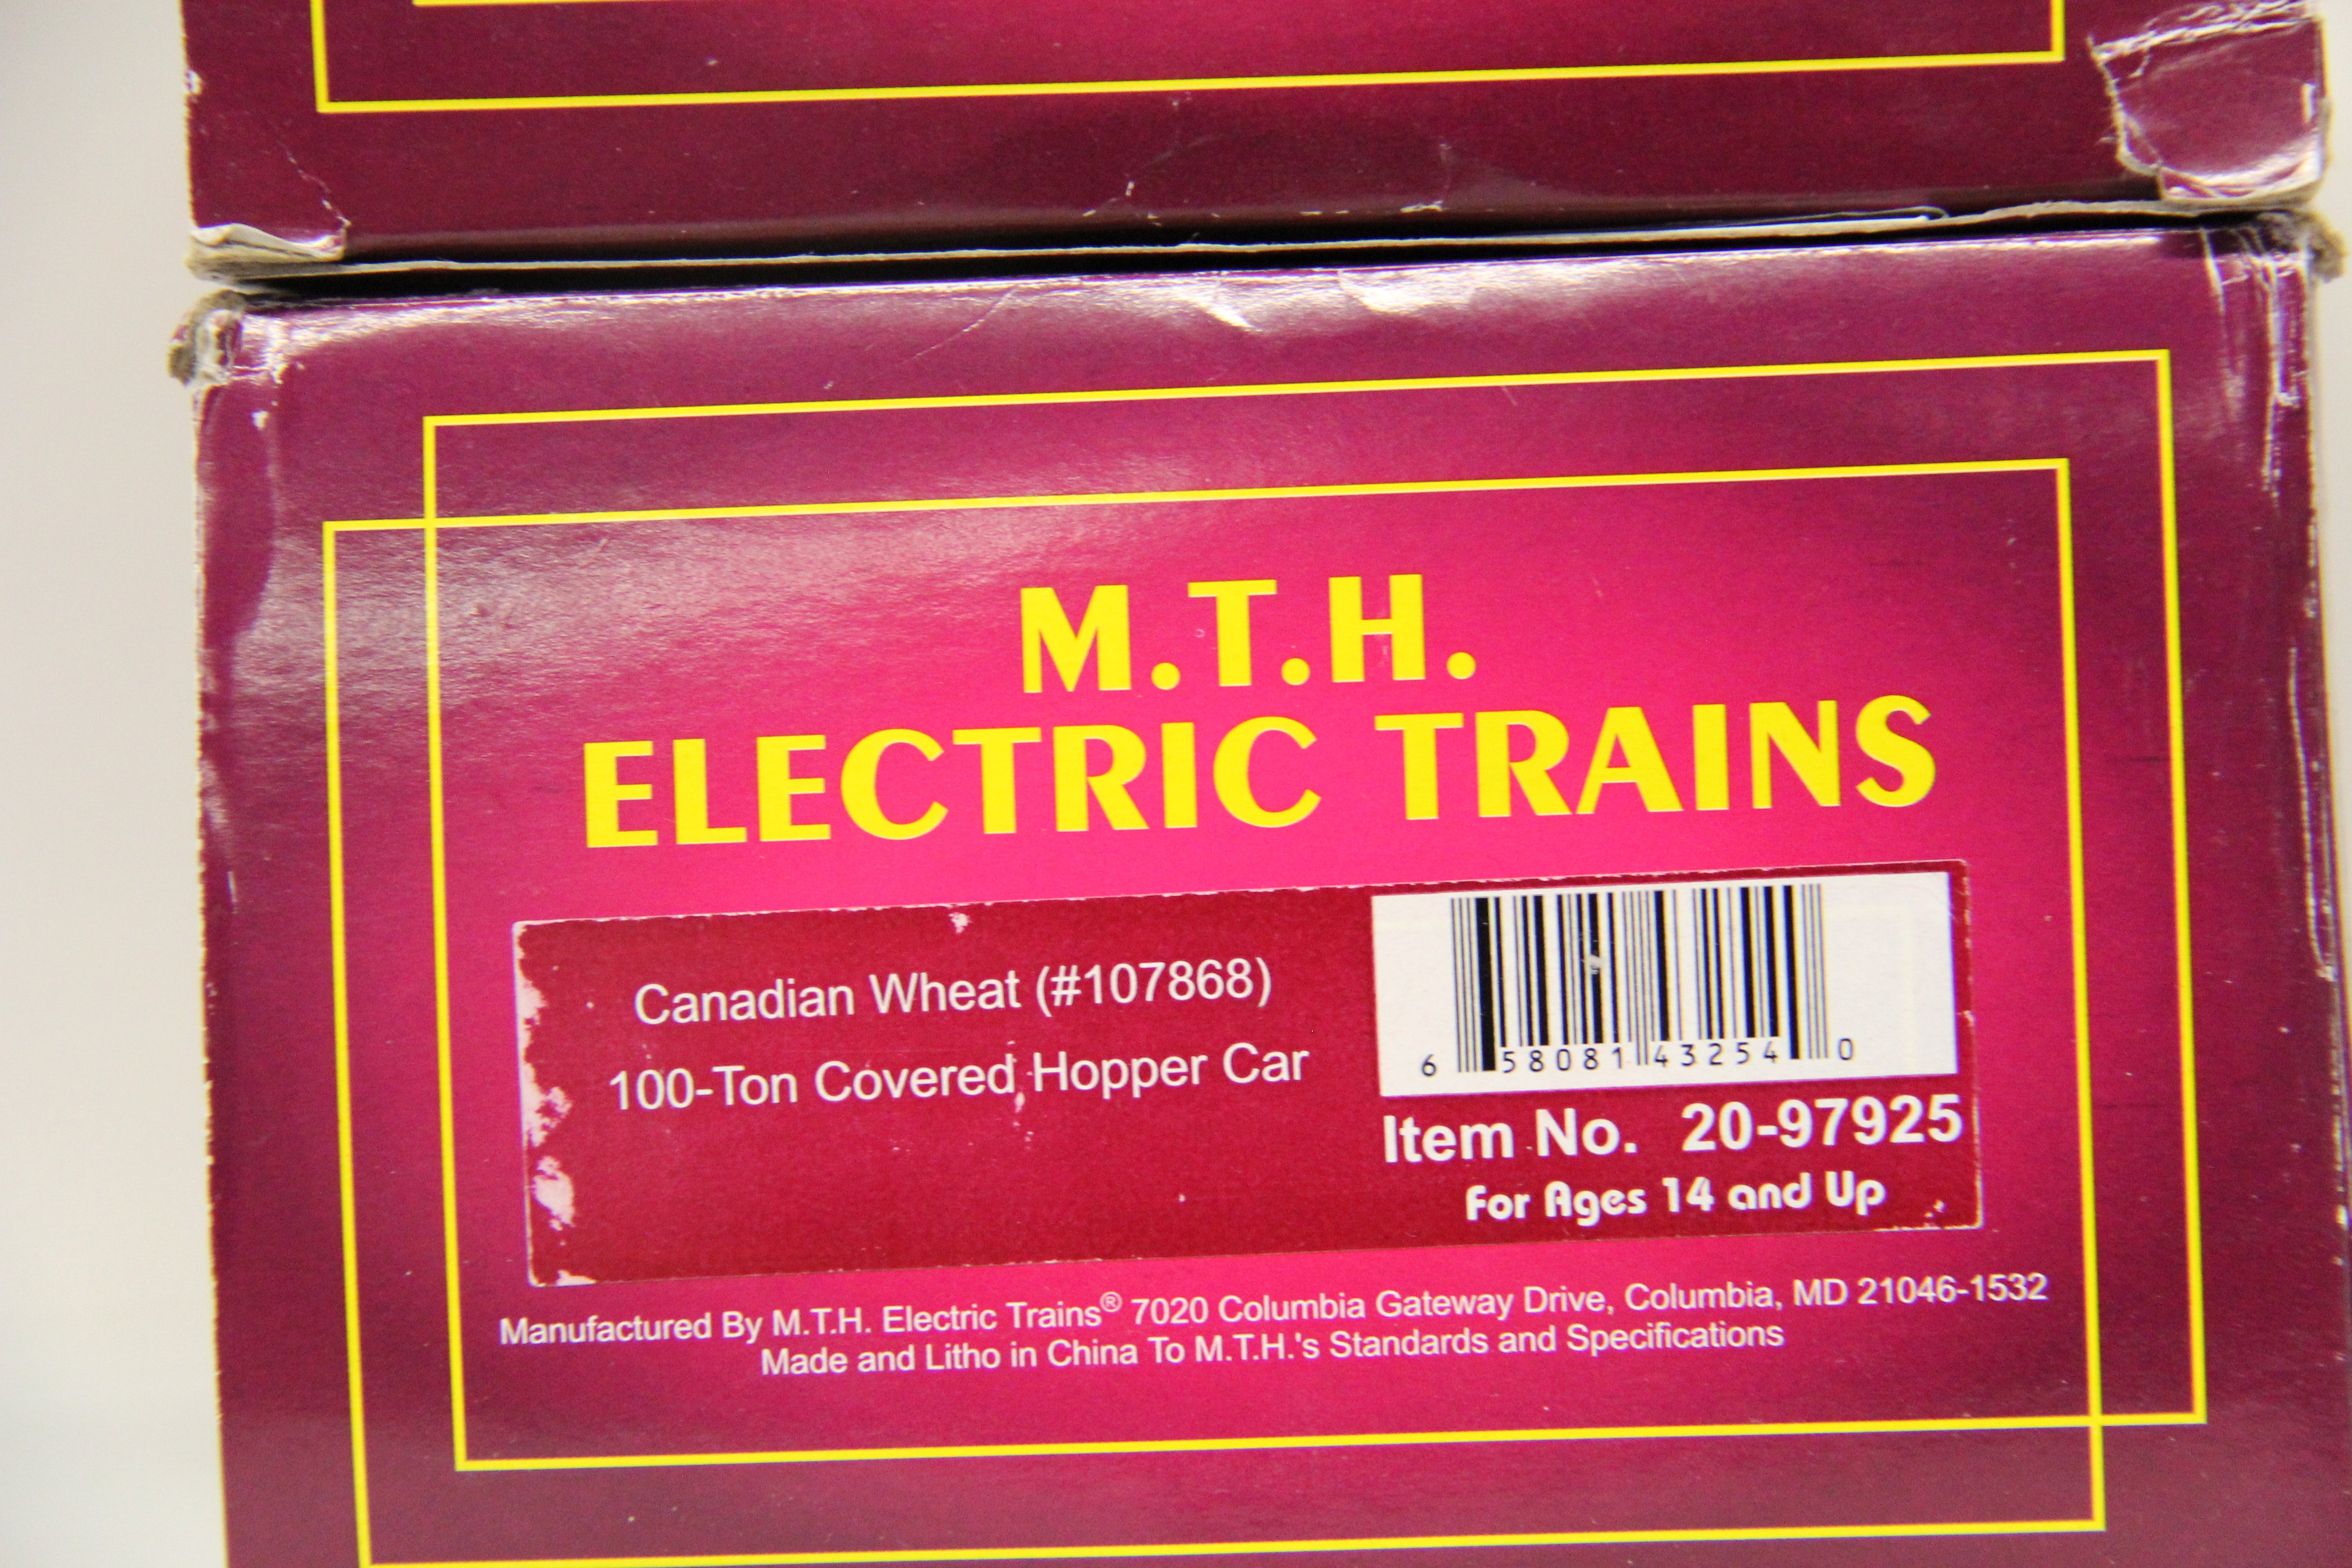 M.T.H.
ELECTRIC TRAINS
Canadian Wheat (#107868)
100-Ton Covered Hopper Car
6 58081 43254 0
Item No. 20-97925
For Ages 14 and Up
Manufactured By M.T.H. Electric Trains® 7020 Columbia Gateway Drive, Columbia, MD 21046-1532
Made and Litho in China To M.T.H.'s Standards and Specifications